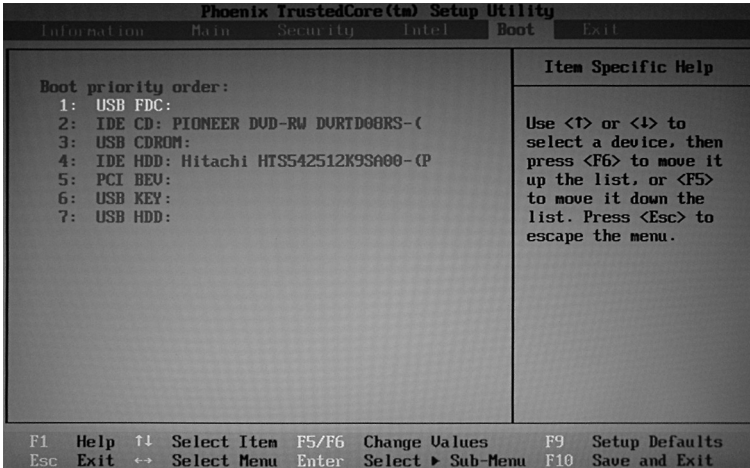 Phoenix TrustedCore(tm) Setup Utility
Information Main Security Intel Boot Exit
Boot priority order:
1: USB FDC:
2: IDE CD: PIONEER DVD-RW DVRTD08RS-(
3: USB CDROM:
4: IDE HDD: Hitachi HTS542512K9SA00-(P
5: PCI BEV:
6: USB KEY:
7: USB HDD:
Item Specific Help
Use <↑> or <↓> to
select a device, then
press <F6> to move it
up the list, or <F5>
to move it down the
list. Press <Esc> to
escape the menu.
F1 Help ↑↓ Select Item F5/F6 Change Values F9 Setup Defaults
Esc Exit ↔ Select Menu Enter Select ▶ Sub-Menu F10 Save and Exit